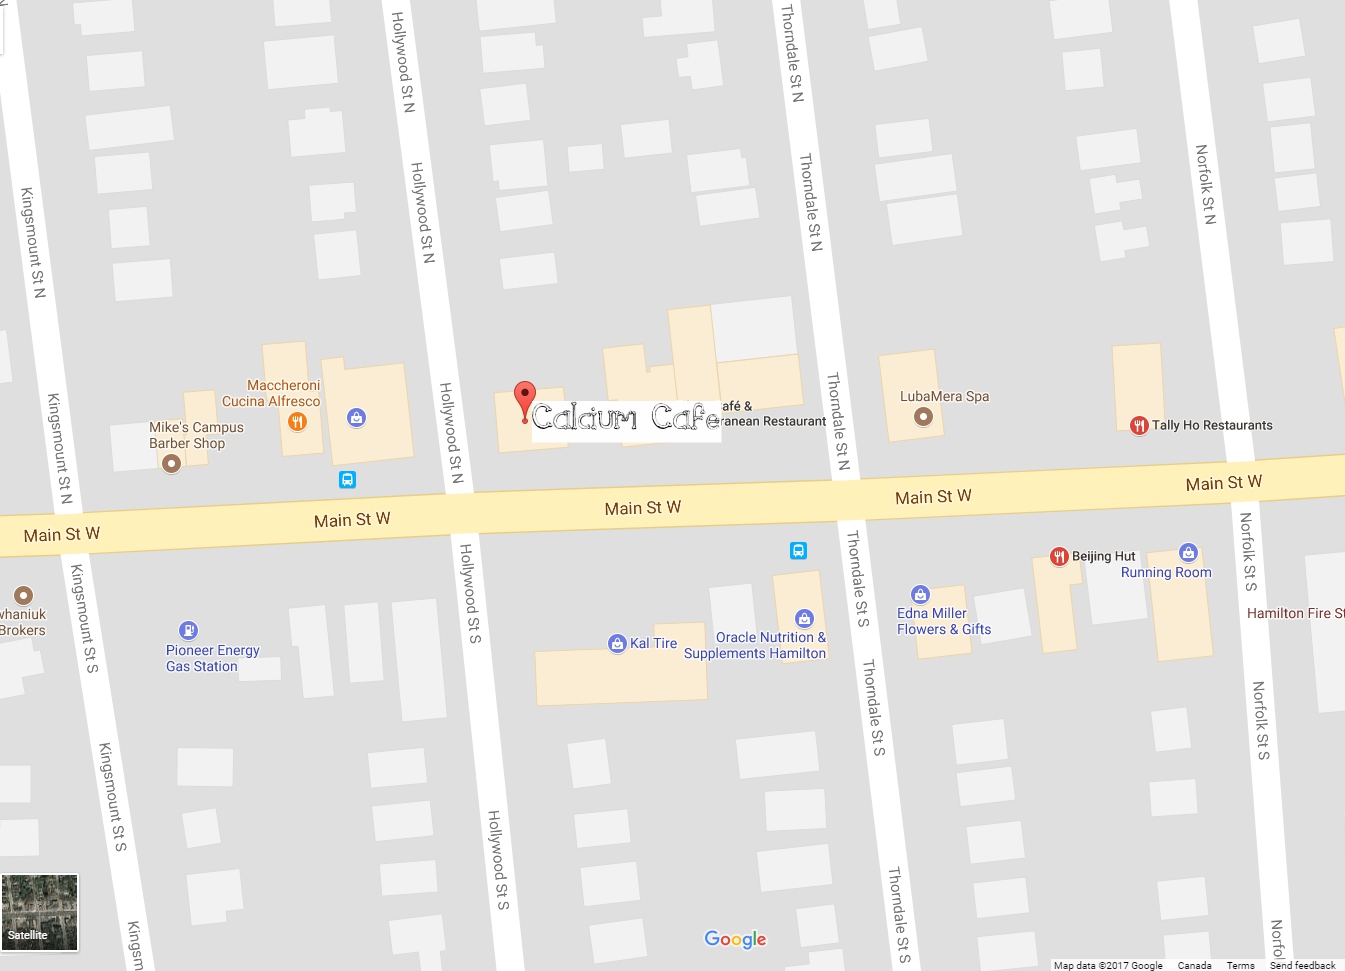 Hollywood St N
Thorndale St N
Hollywood St N
Thorndale St N
Norfolk St N
Kingsmount St N
Maccheroni
Cucina Alfresco
Mike's Campus
Barber Shop
Kingsmount St N
Hollywood St N
Calcium Cafe
afé &
ranean Restaurant
Thorndale St N
LubaMera Spa
Tally Ho Restaurants
Main St W
Main St W
Main St W
Main St W
Main St W
Kingsmount St S
Hollywood St S
Thorndale St S
Norfolk St S
Beijing Hut
Running Room
whaniuk
Brokers
Pioneer Energy
Gas Station
Kal Tire
Oracle Nutrition &
Supplements Hamilton
Edna Miller
Flowers & Gifts
Hamilton Fire St
Thorndale St S
Norfolk St S
Kingsmount St S
Hollywood St S
Thorndale St S
Kingsm
Norfol
Satellite
Google
Map data ©2017 Google Canada Terms Send feedback